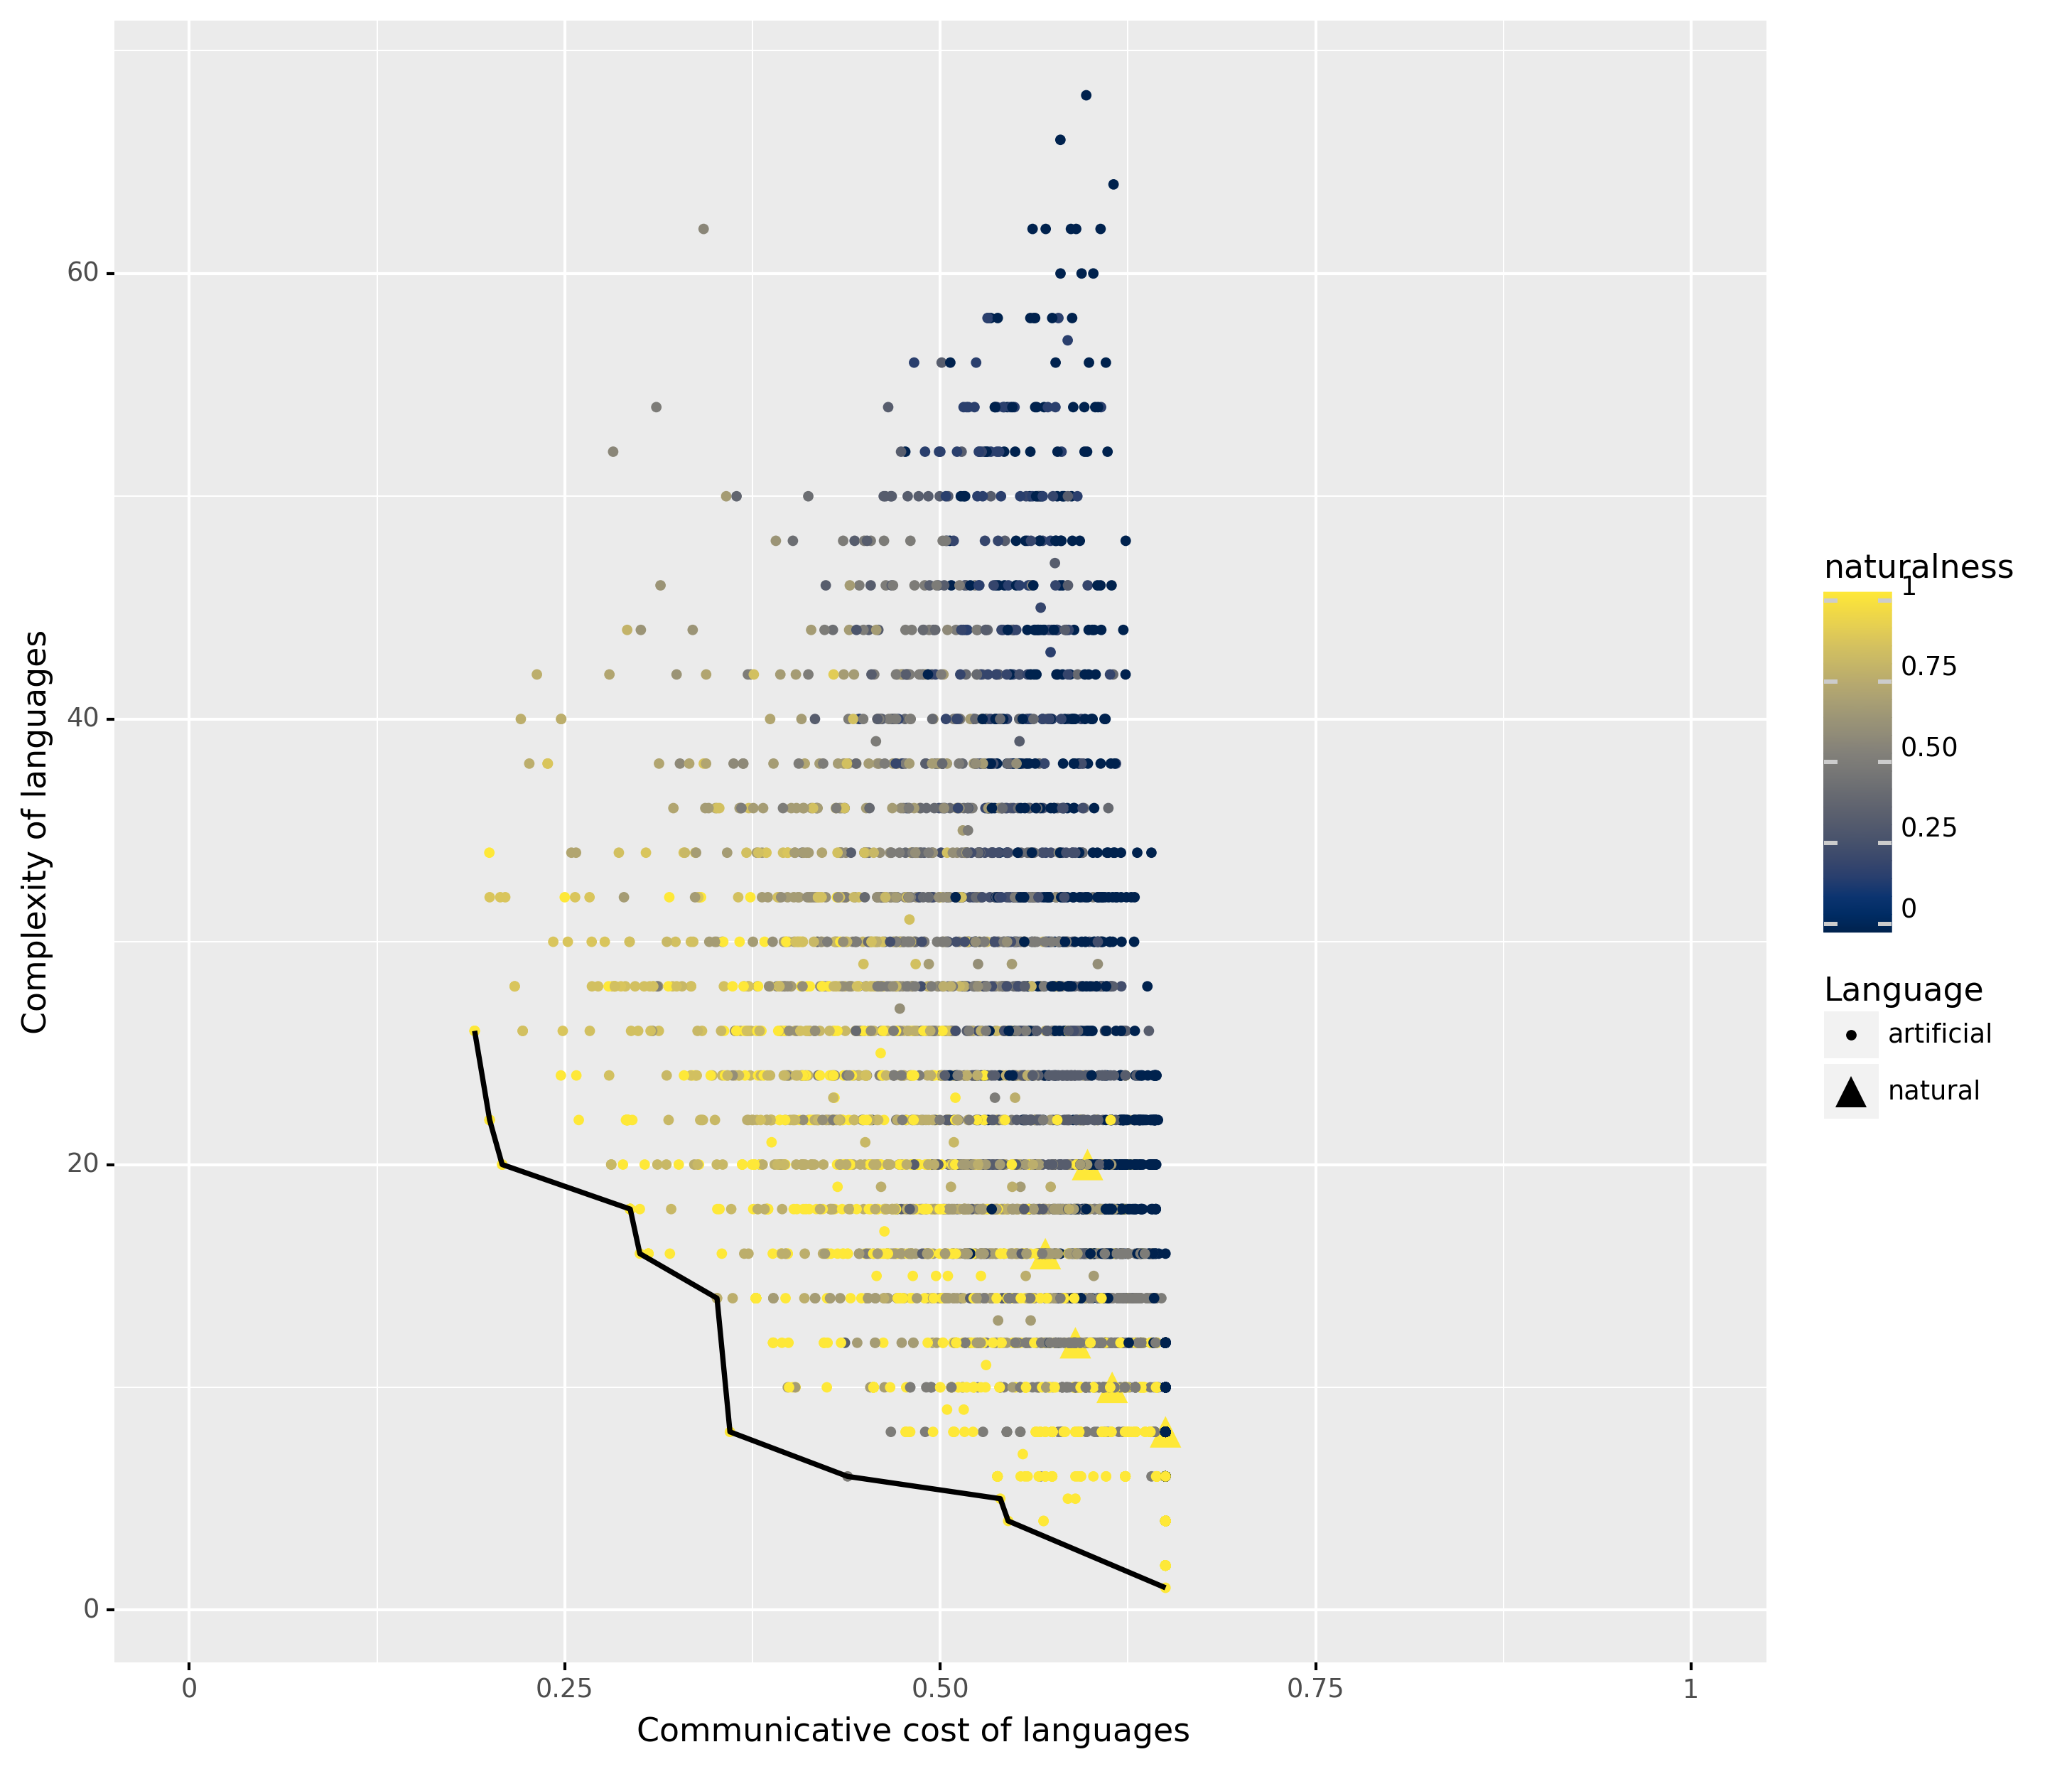 60
40
20
0
Complexity of languages
0
0.25
0.50
0.75
1
Communicative cost of languages
naturalness
1
0.75
0.50
0.25
0
Language
artificial
natural